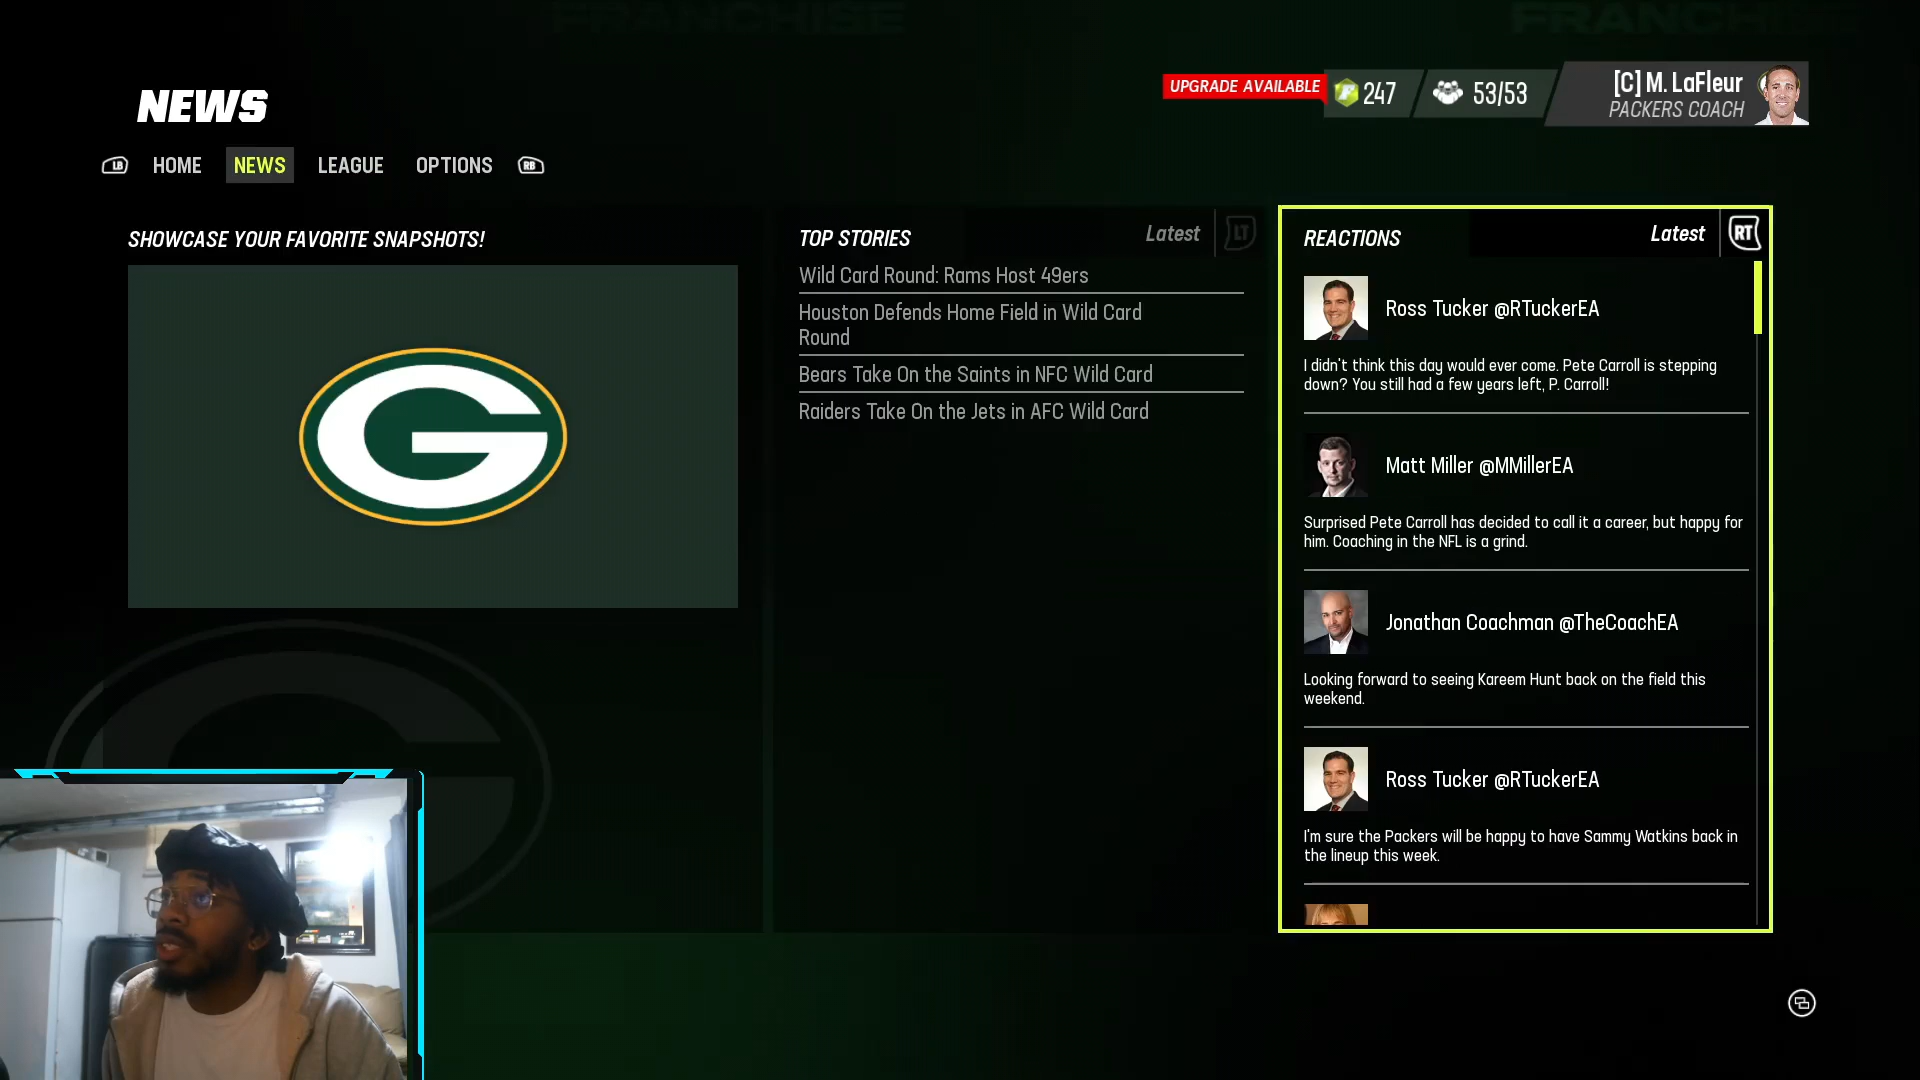 FRANCHISE
FRANCHISE
NEWS
UPGRADE AVAILABLE
247
53/53
[C] M. LaFleur
PACKERS COACH
LB
HOME
NEWS
LEAGUE
OPTIONS
RB
SHOWCASE YOUR FAVORITE SNAPSHOTS!
G
TOP STORIES
Latest
LT
Wild Card Round: Rams Host 49ers
Houston Defends Home Field in Wild Card
Round
Bears Take On the Saints in NFC Wild Card
Raiders Take On the Jets in AFC Wild Card
REACTIONS
Latest
RT
Ross Tucker @RTuckerEA
I didn't think this day would ever come. Pete Carroll is stepping
down? You still had a few years left, P. Carroll!
Matt Miller @MMillerEA
Surprised Pete Carroll has decided to call it a career, but happy for
him. Coaching in the NFL is a grind.
Jonathan Coachman @TheCoachEA
Looking forward to seeing Kareem Hunt back on the field this
weekend.
Ross Tucker @RTuckerEA
I'm sure the Packers will be happy to have Sammy Watkins back in
the lineup this week.